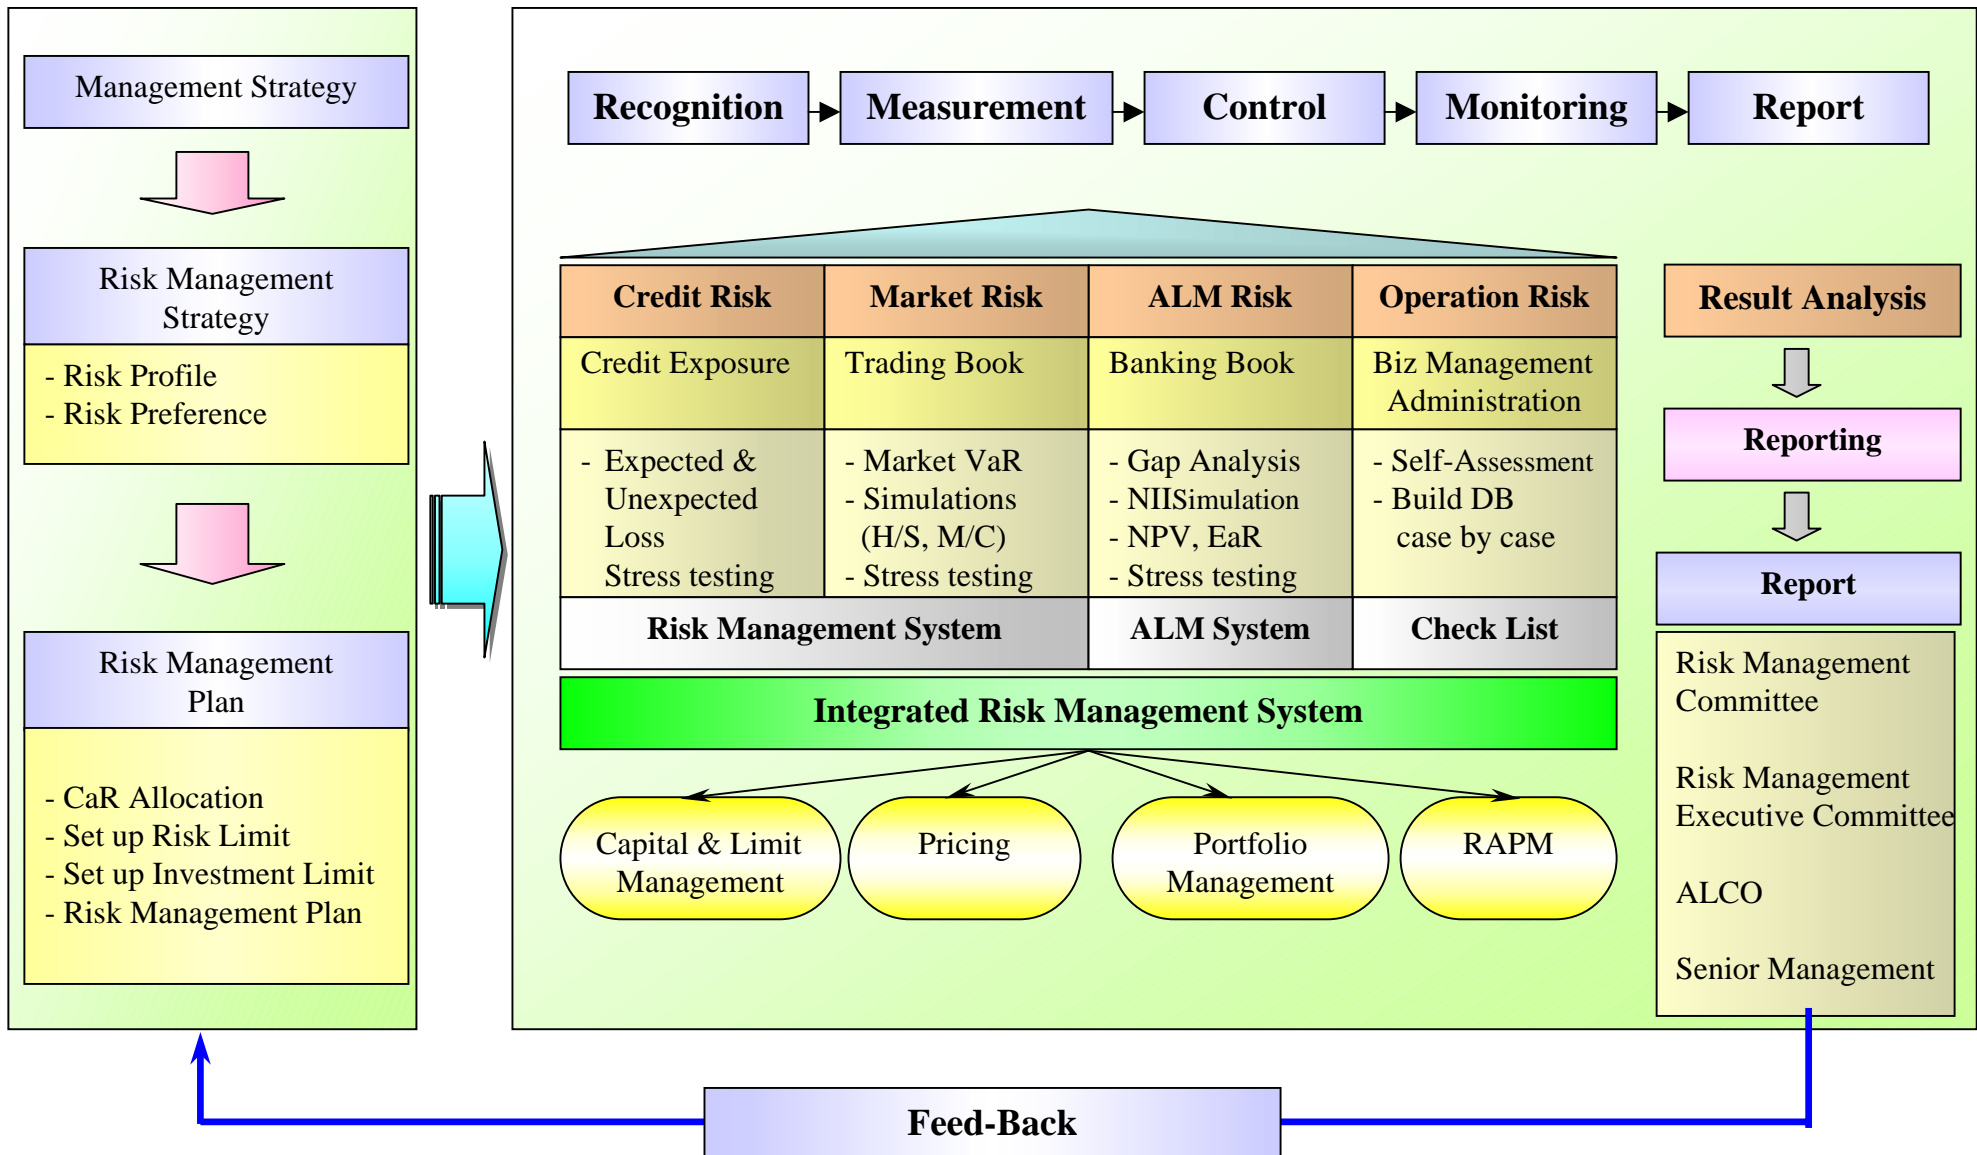 Management Strategy
Risk Management
Strategy
- Risk Profile
- Risk Preference
Risk Management
Plan
- CaR Allocation
- Set up Risk Limit
- Set up Investment Limit
- Risk Management Plan
Recognition
Measurement
Control
Monitoring
Report
Credit Risk
Market Risk
ALM Risk
Operation Risk
Credit Exposure
Trading Book
Banking Book
Biz Management
Administration
- Expected &
Unexpected
Loss
Stress testing
- Market VaR
- Simulations
(H/S, M/C)
- Stress testing
- Gap Analysis
- NIISimulation
- NPV, EaR
- Stress testing
- Self-Assessment
- Build DB
case by case
Risk Management System
ALM System
Check List
Integrated Risk Management System
Capital & Limit
Management
Pricing
Portfolio
Management
RAPM
Result Analysis
Reporting
Report
Risk Management
Committee
Risk Management
Executive Committee
ALCO
Senior Management
Feed-Back